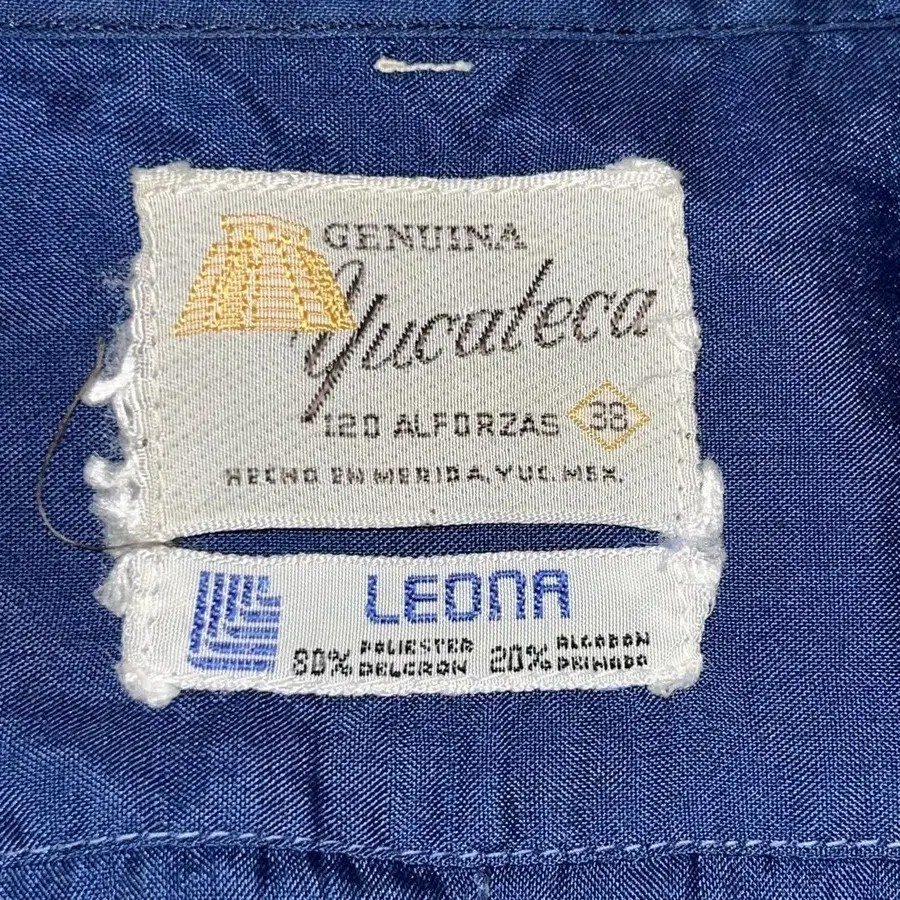 GENUINA
Yucateca
120 ALFORZAS 38
HECHO EN MERIDA, YUC. MEX.
LEONA
80% POLIESTER DELCRON 20% ALGODON PEINADO